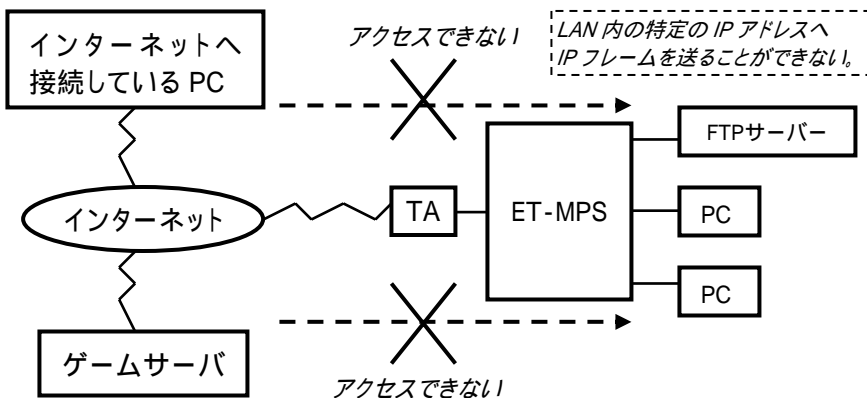 インターネットへ
接続している PC
アクセスできない
LAN 内の特定の IP アドレスへ
IP フレームを送ることができない。
FTPサーバー
インターネット
TA
ET-MPS
PC
PC
ゲームサーバ
アクセスできない